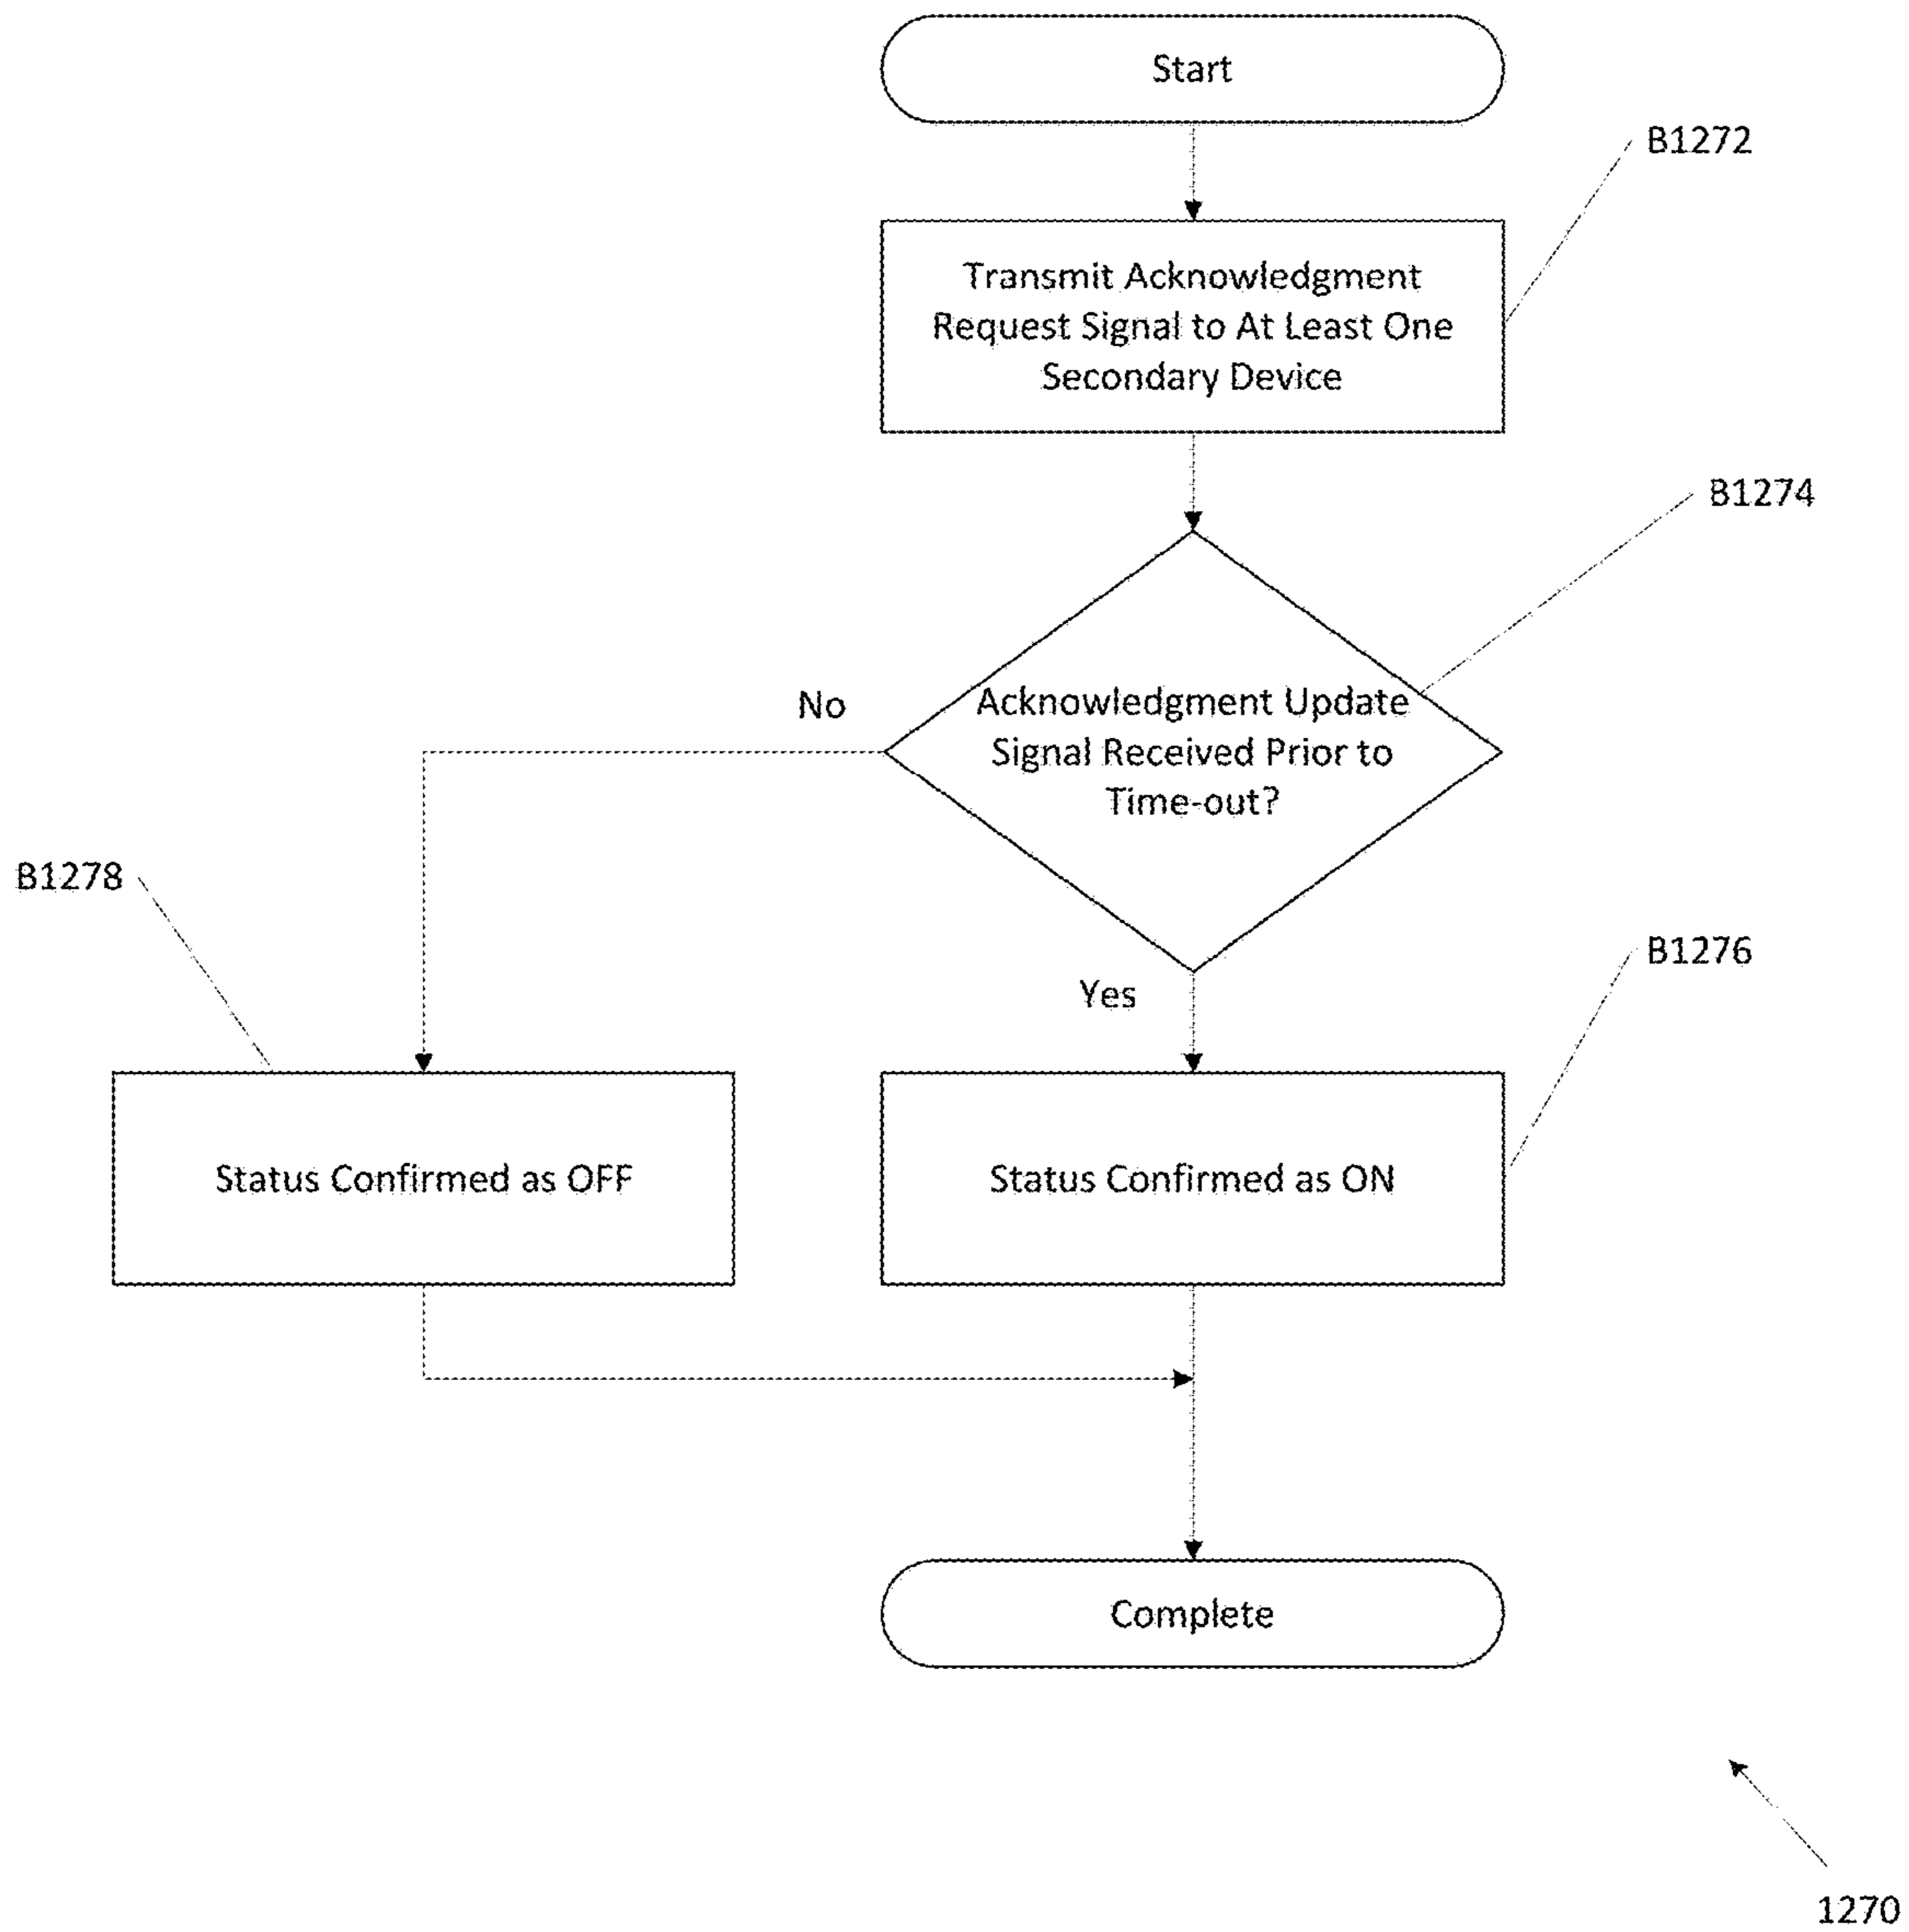 Start
B1272
Transmit Acknowledgment
Request Signal to At Least One
Secondary Device
B1274
No
Acknowledgment Update
Signal Received Prior to
Time-out?
B1278
B1276
Yes
Status Confirmed as OFF
Status Confirmed as ON
Complete
1270